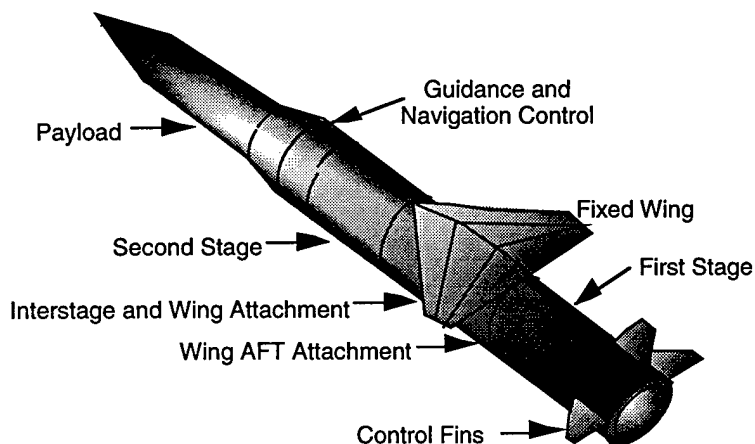 Guidance and
Navigation Control
Payload
Fixed Wing
Second Stage
First Stage
Interstage and Wing Attachment
Wing AFT Attachment
Control Fins